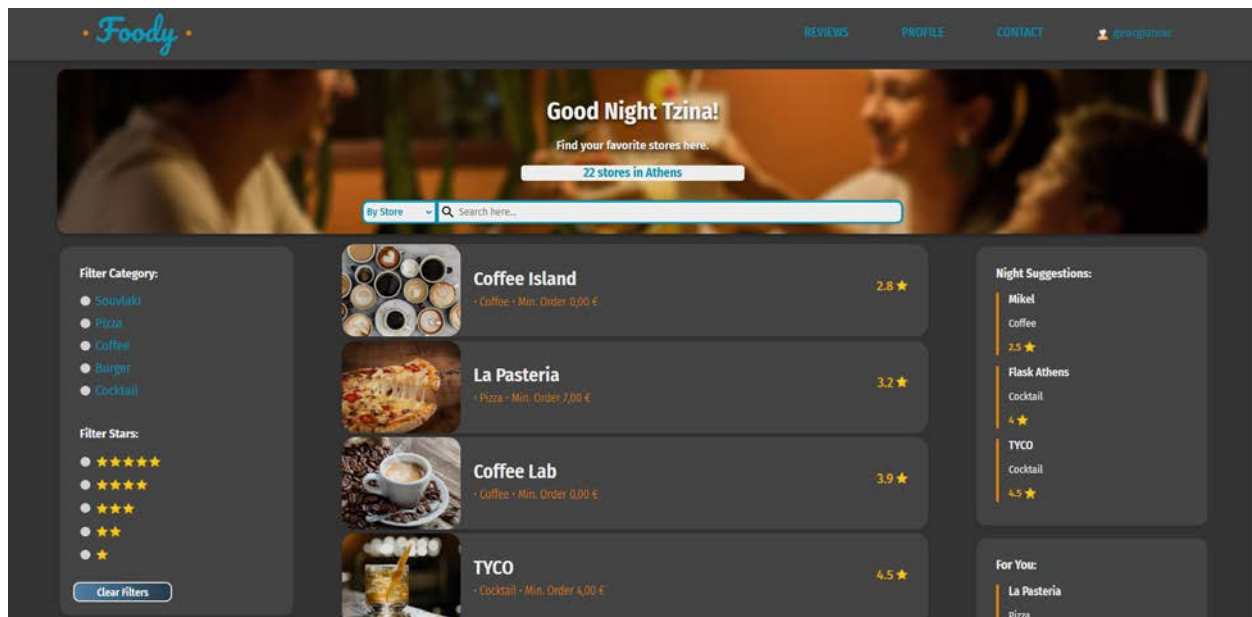 Foody
REVIEWS
PROFILE
CONTACT
Good Night Tzina!
Find your favorite stores here.
22 stores in Athens
By Store
Search here...
Filter Category:
Souvlaki
Pizza
Coffee
Burger
Cocktail
Filter Stars:
Clear Filters
Coffee Island
• Coffee • Min. Order 0,00 €
2.8
La Pasteria
• Pizza • Min. Order 7,00 €
3.2
Coffee Lab
• Coffee • Min. Order 0,00 €
3.9
TYCO
• Cocktail • Min. Order 4,00 €
4.5
Night Suggestions:
Mikel
Coffee
2.5
Flask Athens
Cocktail
4
TYCO
Cocktail
4.5
For You:
La Pasteria
Pizza